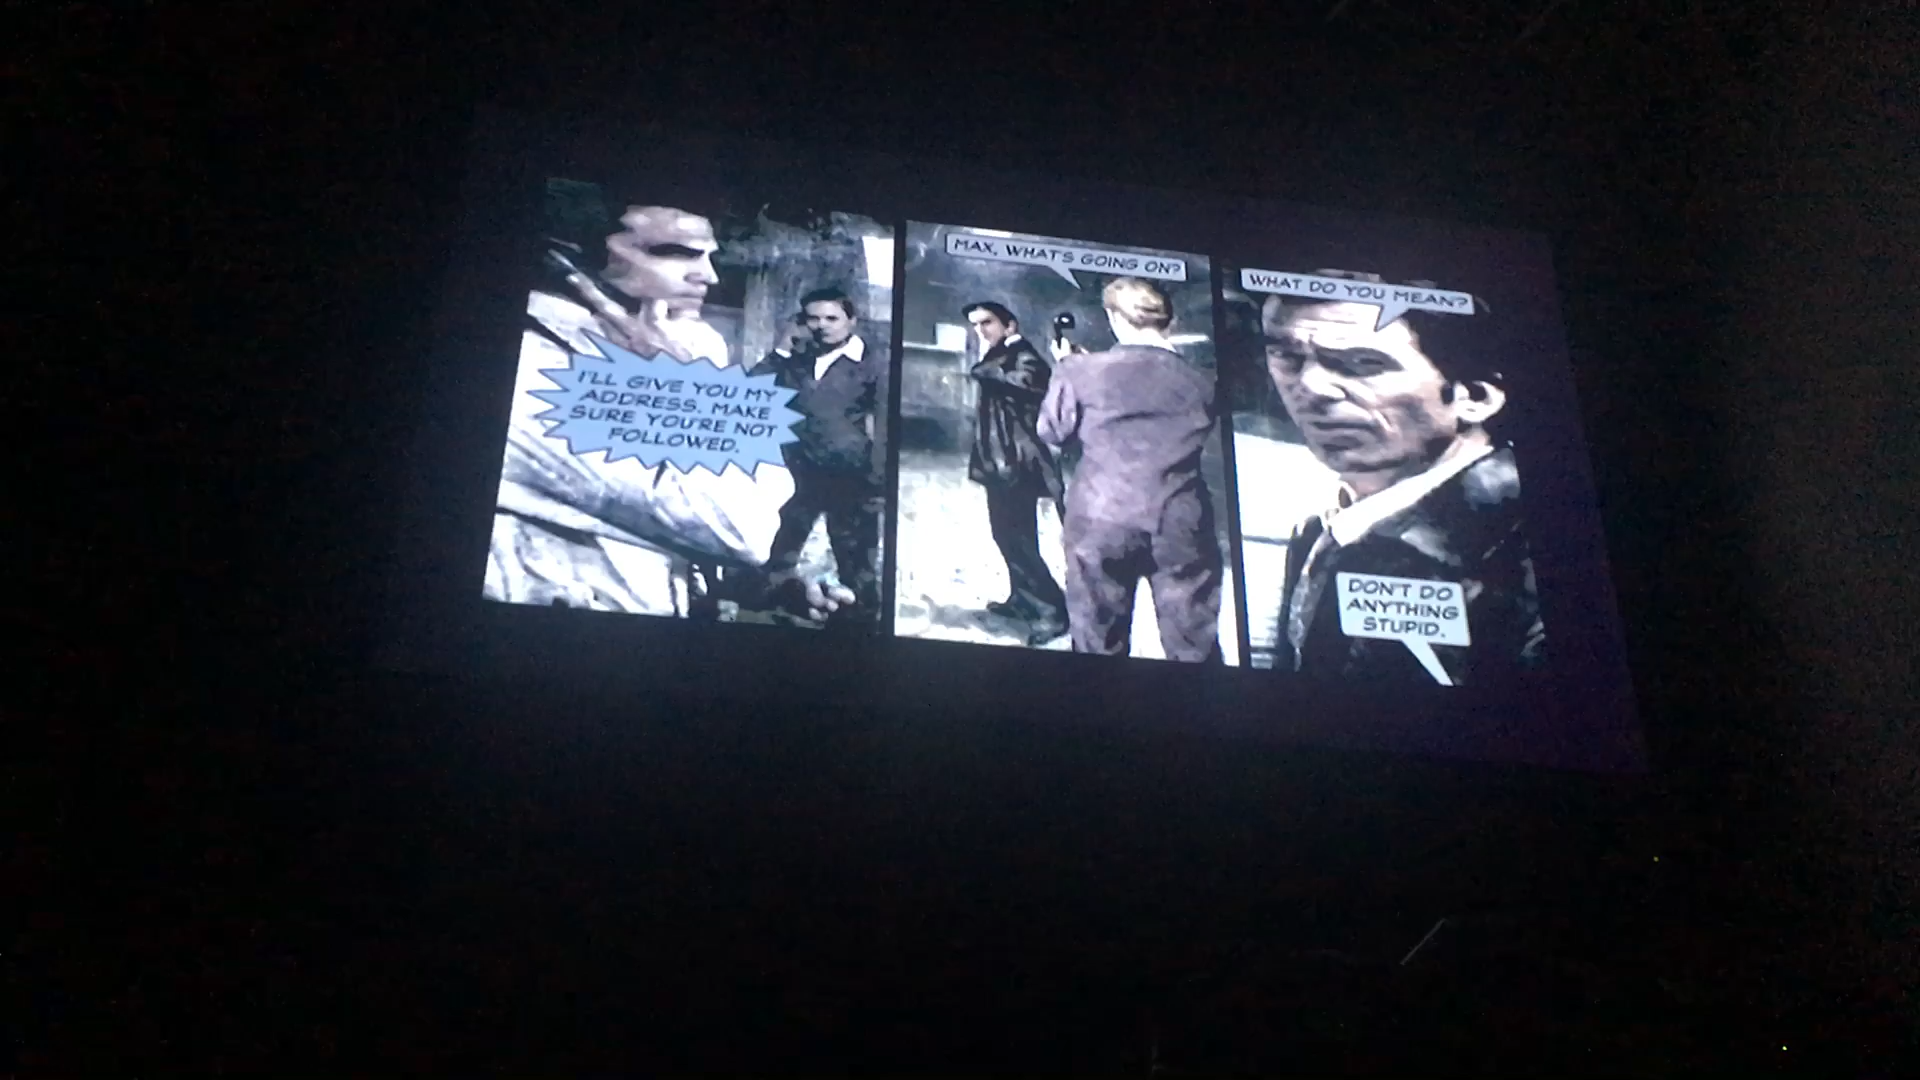 I'LL GIVE YOU MY
ADDRESS. MAKE
SURE YOU'RE NOT
FOLLOWED.
MAX, WHAT'S GOING ON?
WHAT DO YOU MEAN?
DON'T DO
ANYTHING
STUPID.